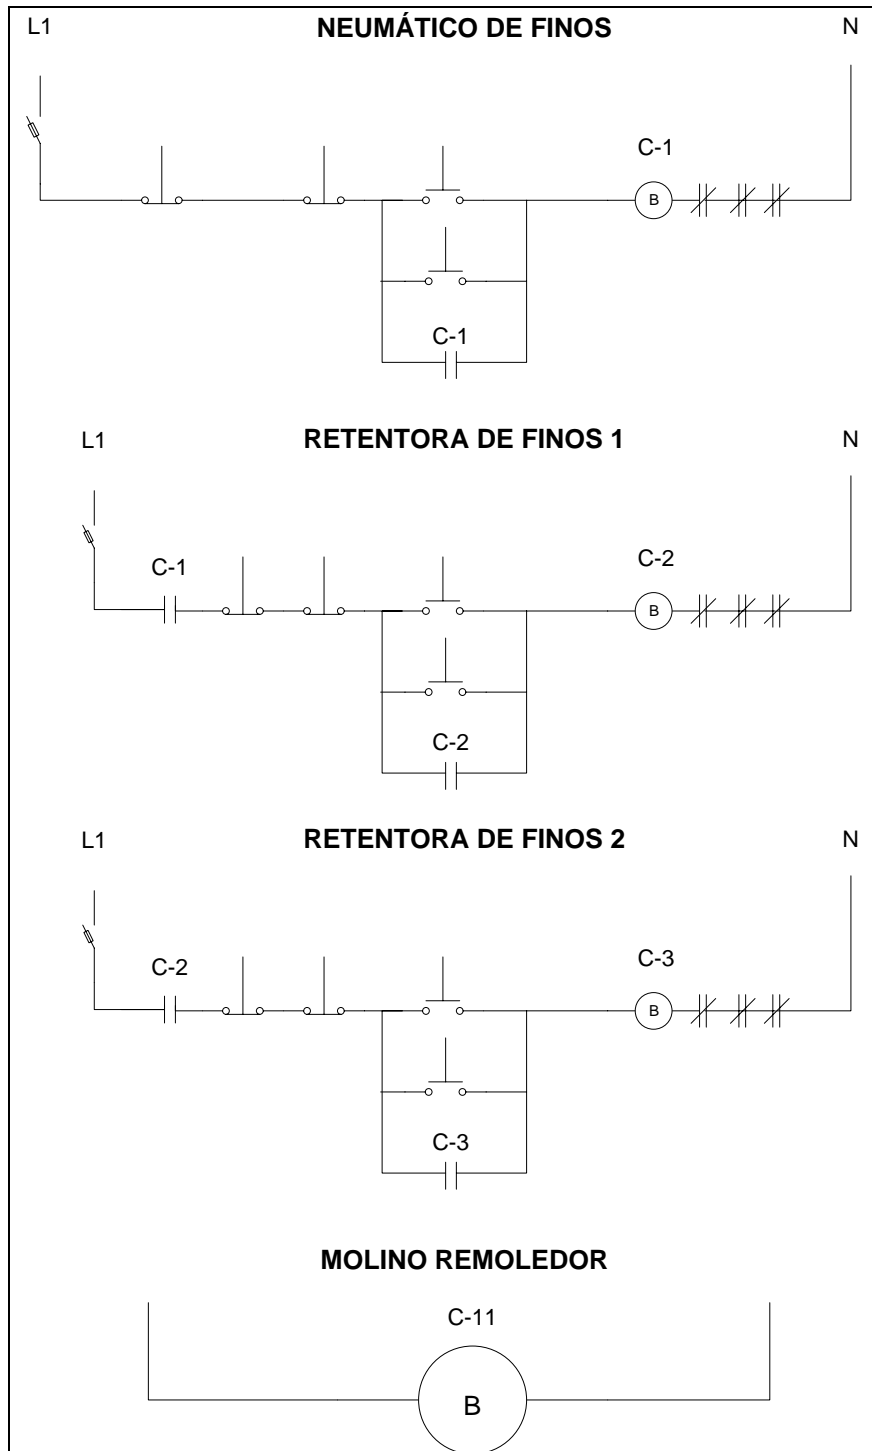 L1 NEUMÁTICO DE FINOS N
C-1
B
C-1
L1 RETENTORA DE FINOS 1 N
C-1 C-2
B
C-2
L1 RETENTORA DE FINOS 2 N
C-2 C-3
B
C-3
MOLINO REMOLEDOR
C-11
B